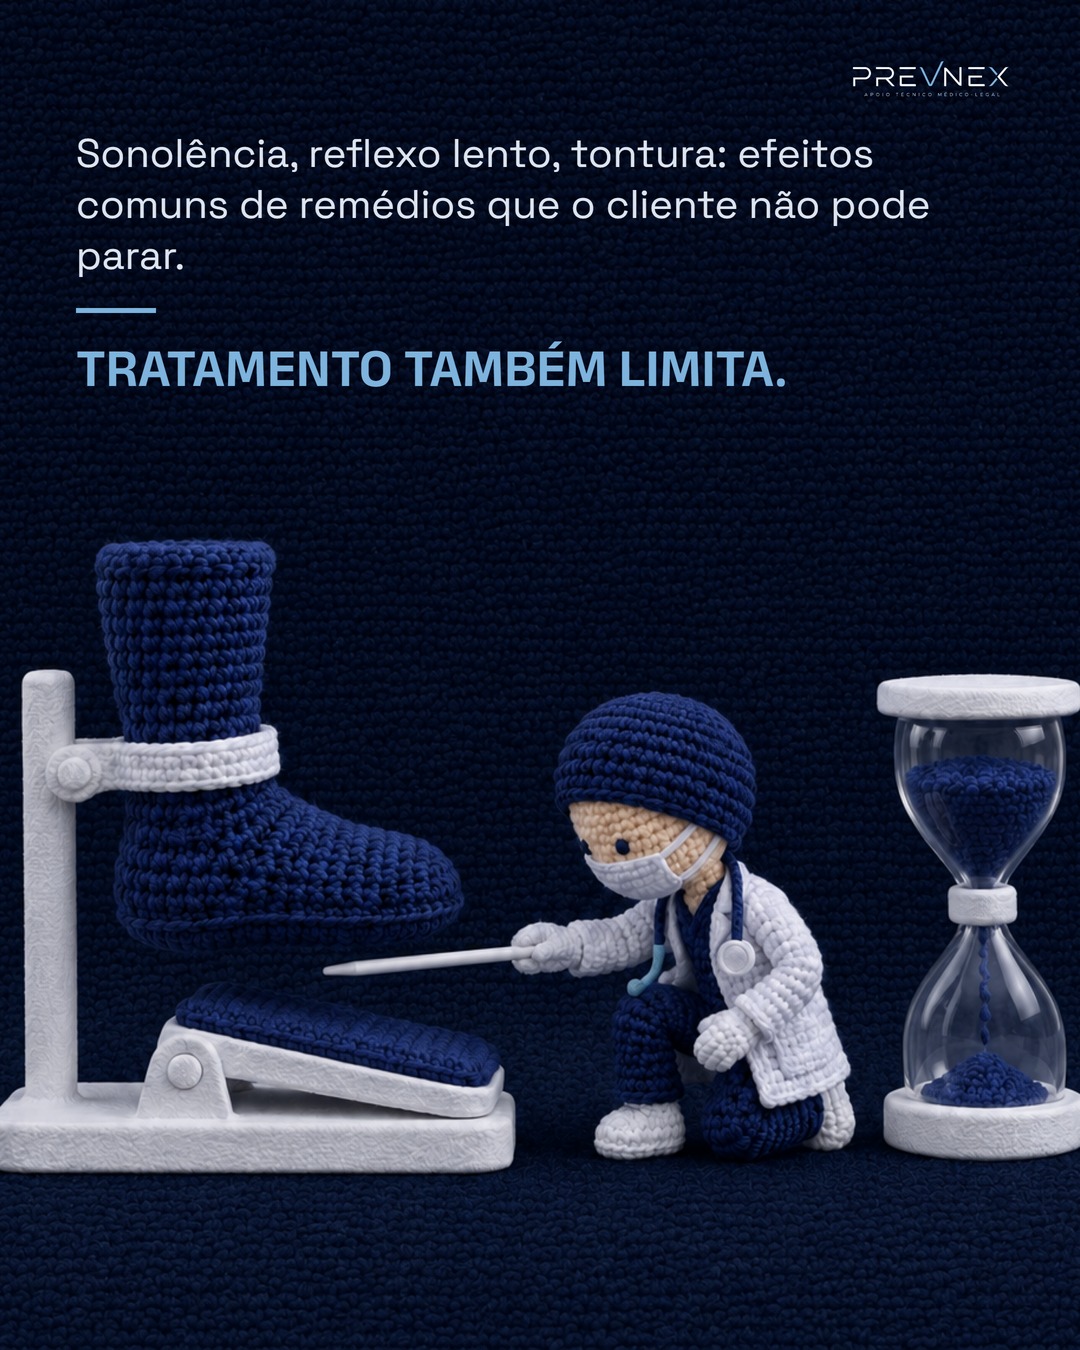 PREVNEX
APOIO TÉCNICO MÉDICO-LEGAL
Sonolência, reflexo lento, tontura: efeitos
comuns de remédios que o cliente não pode
parar.
TRATAMENTO TAMBÉM LIMITA.